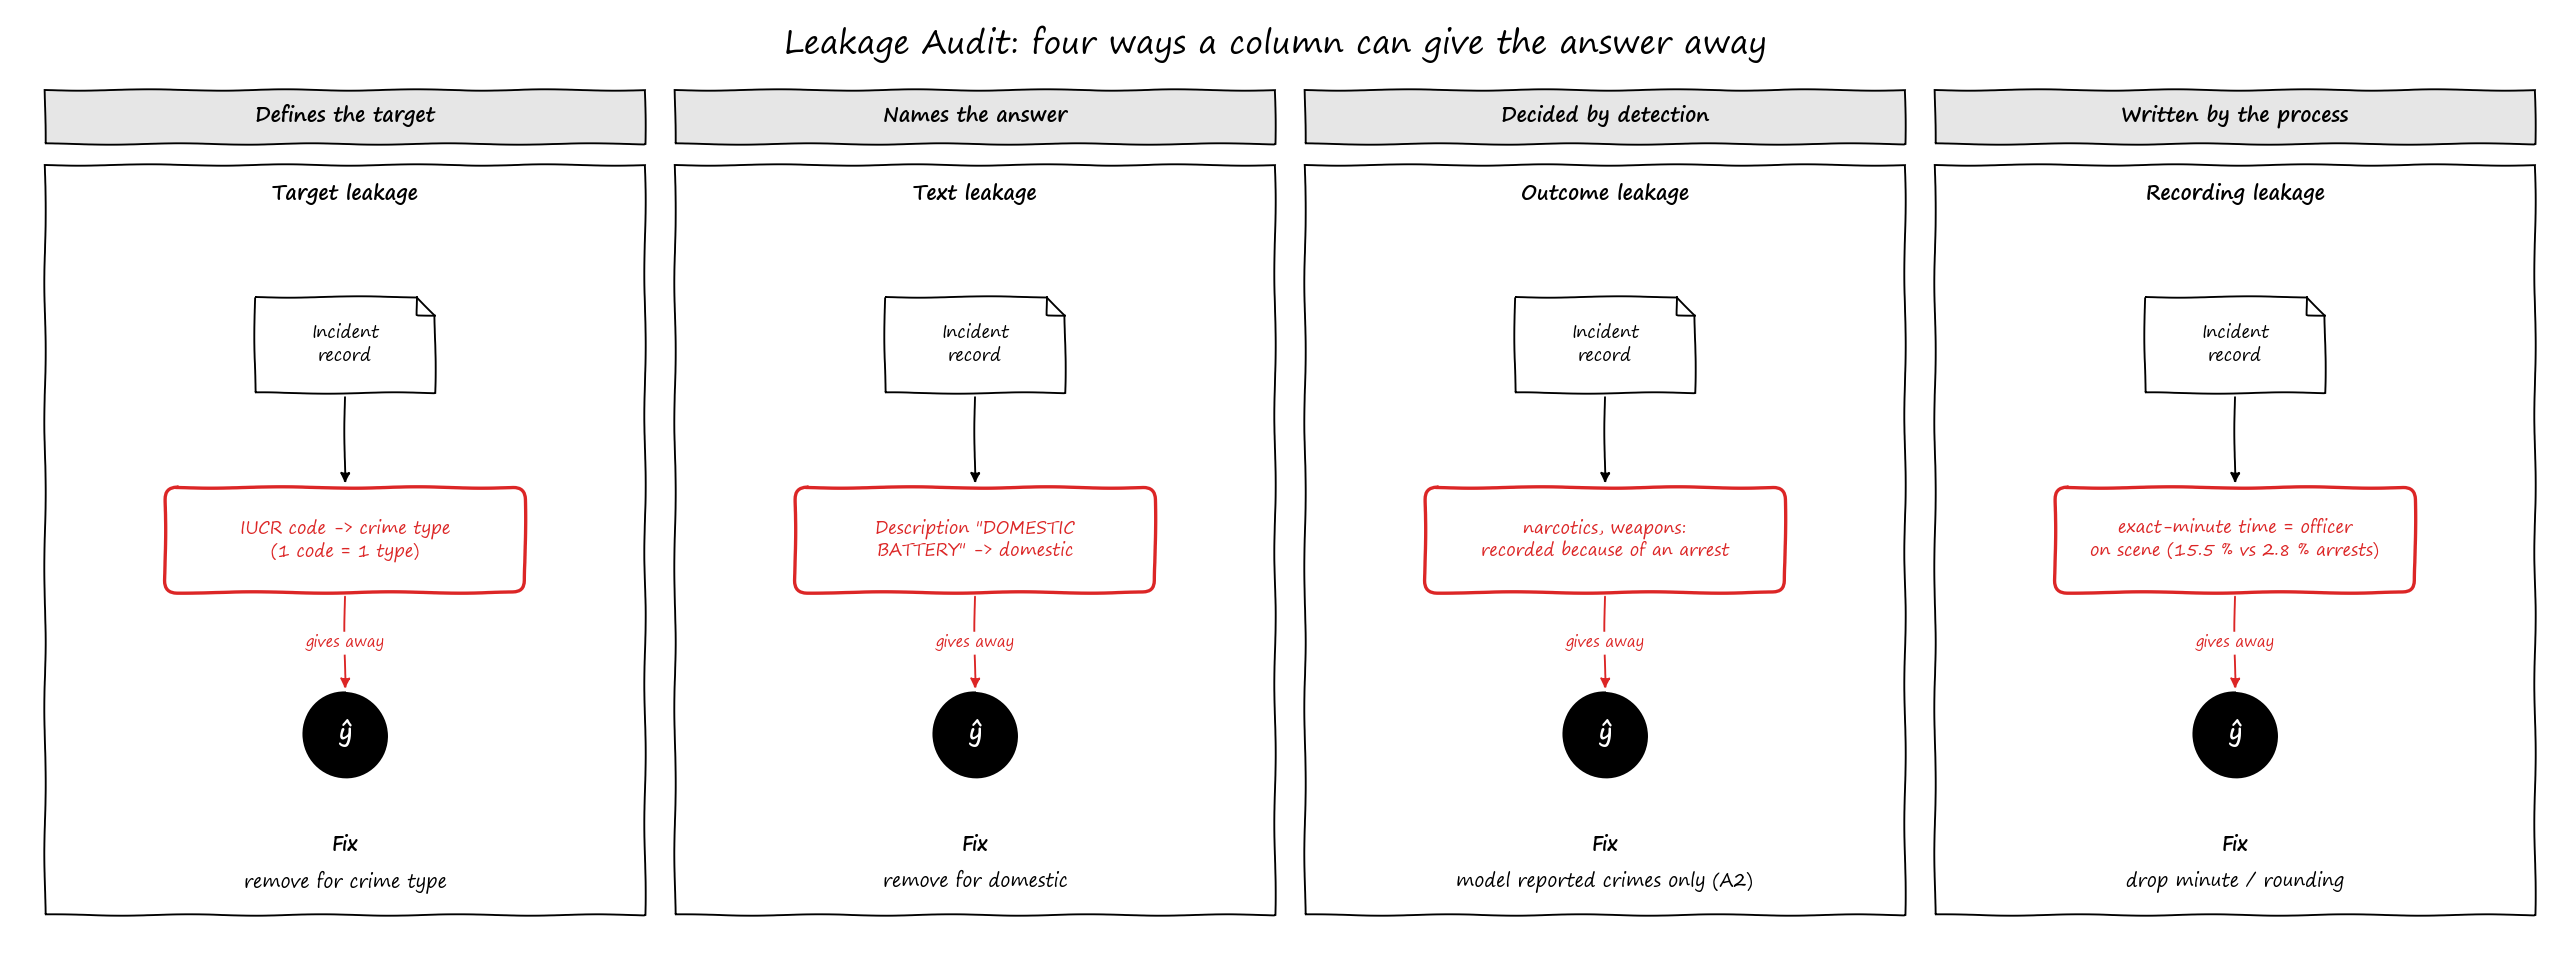 Leakage Audit: four ways a column can give the answer away
Defines the target
Target leakage
Incident
record
IUCR code -> crime type
(1 code = 1 type)
gives away
ŷ
Fix
remove for crime type
Names the answer
Text leakage
Incident
record
Description "DOMESTIC
BATTERY" -> domestic
gives away
ŷ
Fix
remove for domestic
Decided by detection
Outcome leakage
Incident
record
narcotics, weapons:
recorded because of an arrest
gives away
ŷ
Fix
model reported crimes only (A2)
Written by the process
Recording leakage
Incident
record
exact-minute time = officer
on scene (15.5 % vs 2.8 % arrests)
gives away
ŷ
Fix
drop minute / rounding